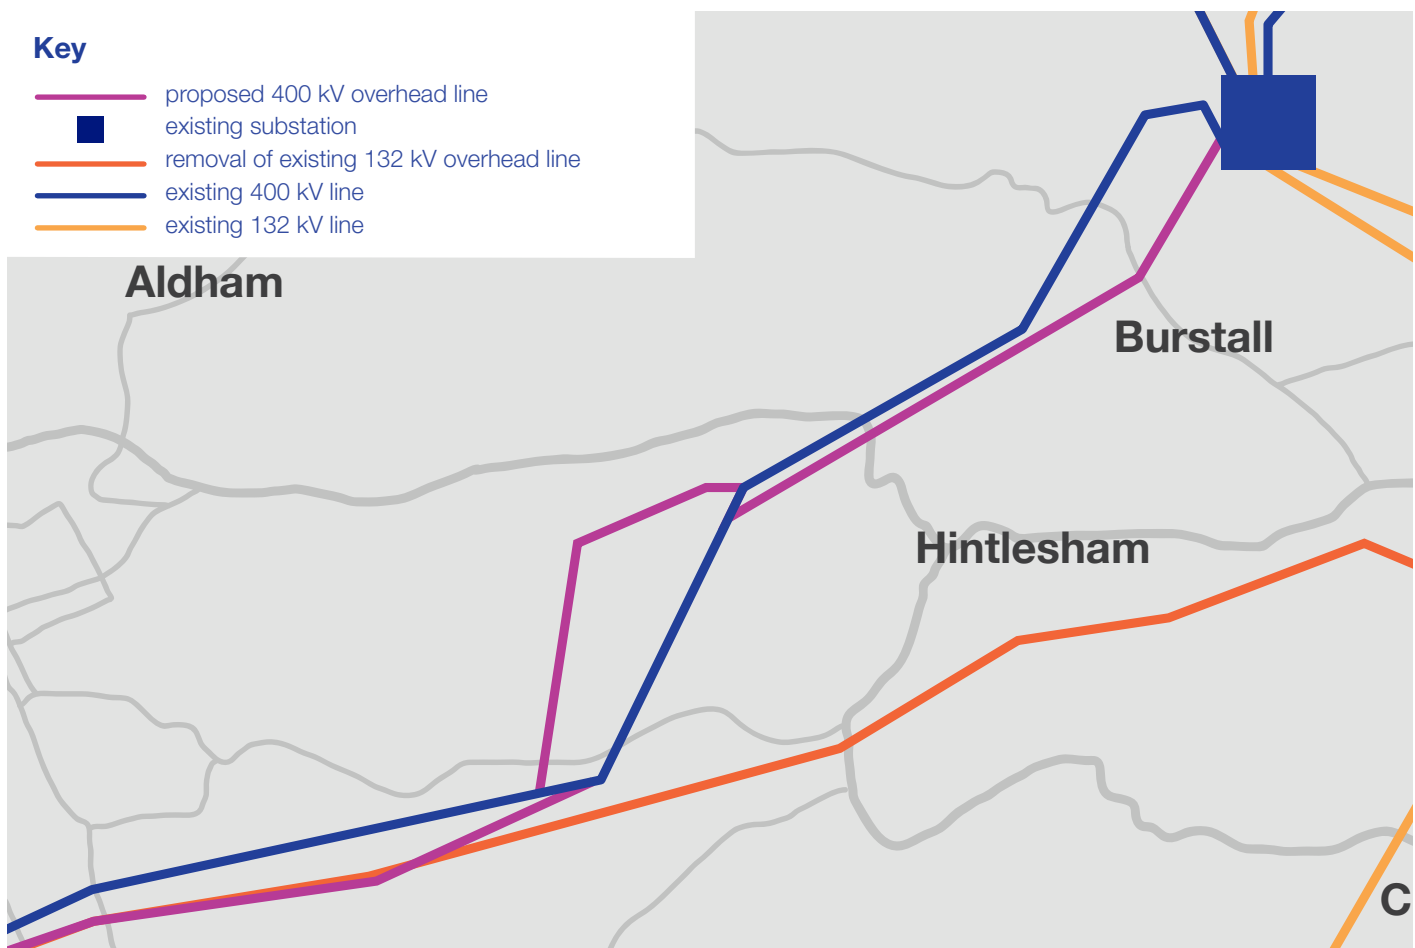 Key
proposed 400 kV overhead line
existing substation
removal of existing 132 kV overhead line
existing 400 kV line
existing 132 kV line
Aldham
Burstall
Hintlesham
C